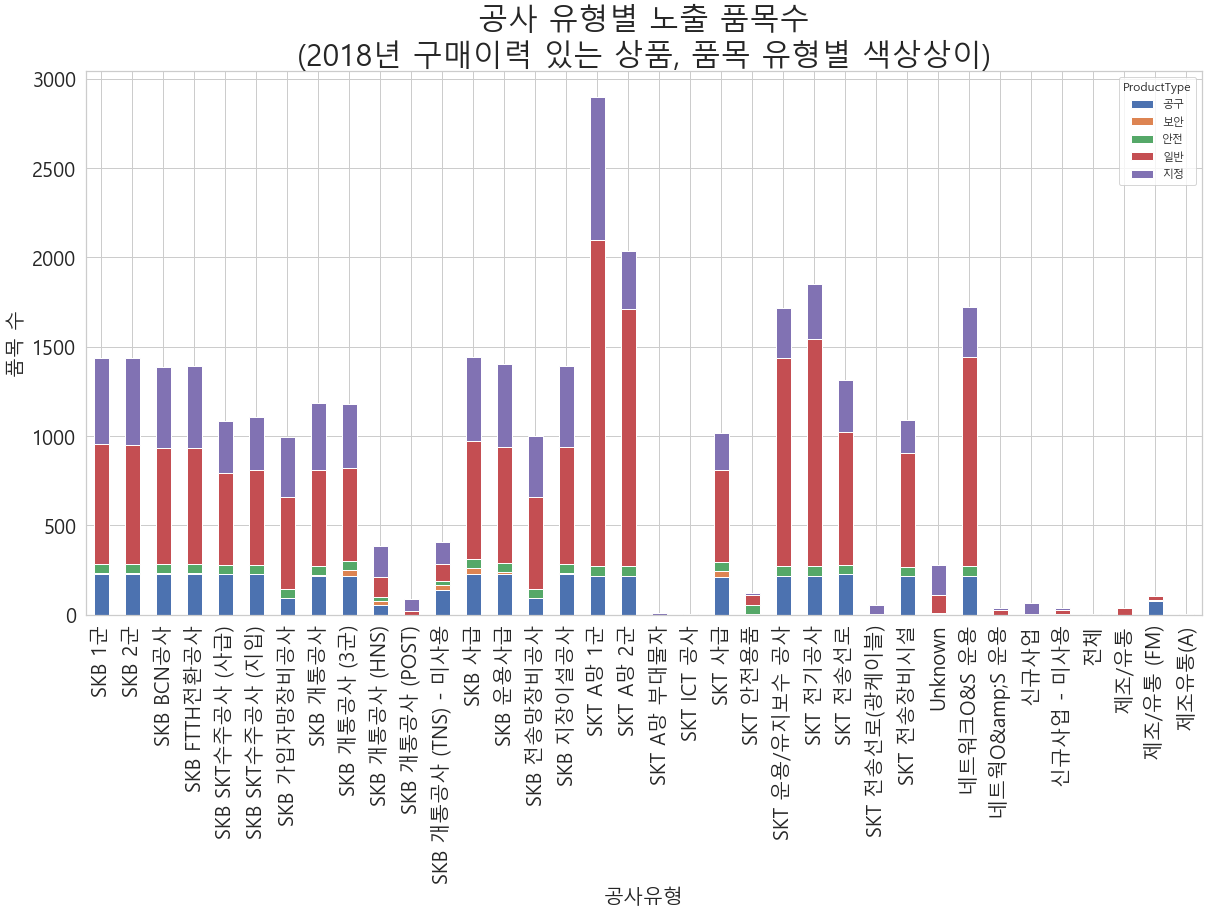 공사 유형별 노출 품목수
(2018년 구매이력 있는 상품, 품목 유형별 색상상이)
ProductType
공구
보안
안전
일반
지정
품목 수
3000
2500
2000
1500
1000
500
0
SKB 1군
SKB 2군
SKB BCN공사
SKB FTTH전환공사
SKB SKT수주공사 (사급)
SKB SKT수주공사 (지입)
SKB 가입자망장비공사
SKB 개통공사
SKB 개통공사 (3군)
SKB 개통공사 (HNS)
SKB 개통공사 (POST)
SKB 개통공사 (TNS) - 미사용
SKB 사급
SKB 운용사급
SKB 전송망장비공사
SKB 지장이설공사
SKT A망 1군
SKT A망 2군
SKT A망 부대물자
SKT ICT 공사
SKT 사급
SKT 안전용품
SKT 운용/유지보수 공사
SKT 전기공사
SKT 전송선로
SKT 전송선로(광케이블)
SKT 전송장비시설
Unknown
네트워크O&S 운용
네트웍O&amp;S 운용
신규사업
신규사업 - 미사용
전체
제조/유통
제조/유통 (FM)
제조유통(A)
공사유형